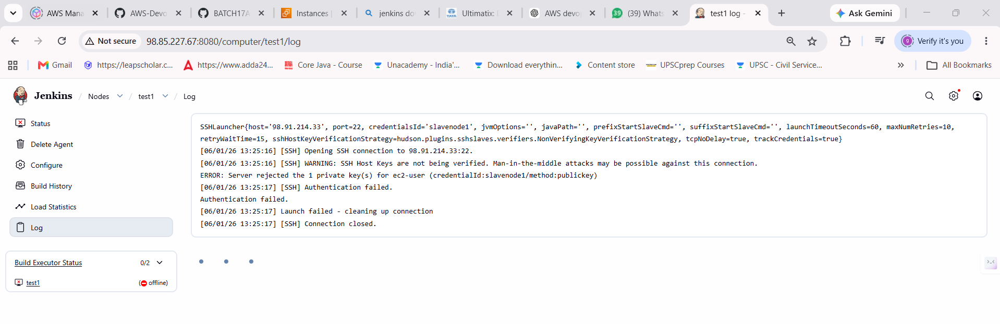 AWS Mana
AWS-Devo
BATCH17A
Instances |
jenkins do
Ultimatix:
AWS devo
(39) Whats
test1 log -
Ask Gemini
Not secure
98.85.227.67:8080/computer/test1/log
g
Verify it's you
Gmail
https://leapscholar.c...
https://www.adda24...
Core Java - Course
Unacademy - India'...
Download everythin...
Content store
UPSCprep Courses
UPSC - Civil Service...
All Bookmarks
Jenkins / Nodes / test1 / Log
Status
Delete Agent
Configure
Build History
Load Statistics
Log
Build Executor Status 0/2
test1 (offline)
SSHLauncher{host='98.91.214.33', port=22, credentialsId='slavenode1', jvmOptions='', javaPath='', prefixStartSlaveCmd='', suffixStartSlaveCmd='', launchTimeoutSeconds=60, maxNumRetries=10,
retryWaitTime=15, sshHostKeyVerificationStrategy=hudson.plugins.sshslaves.verifiers.NonVerifyingKeyVerificationStrategy, tcpNoDelay=true, trackCredentials=true}
[06/01/26 13:25:16] [SSH] Opening SSH connection to 98.91.214.33:22.
[06/01/26 13:25:16] [SSH] WARNING: SSH Host Keys are not being verified. Man-in-the-middle attacks may be possible against this connection.
ERROR: Server rejected the 1 private key(s) for ec2-user (credentialId:slavenode1/method:publickey)
[06/01/26 13:25:17] [SSH] Authentication failed.
Authentication failed.
[06/01/26 13:25:17] Launch failed - cleaning up connection
[06/01/26 13:25:17] [SSH] Connection closed.